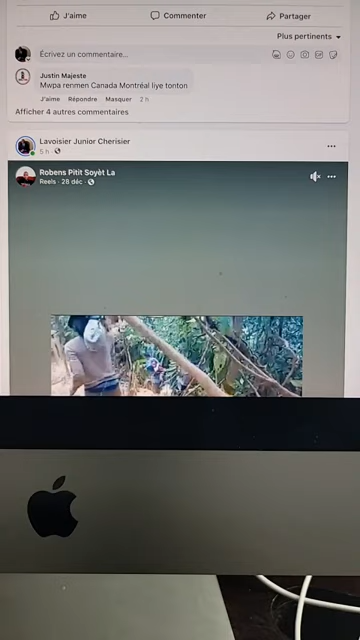 J'aime
Commenter
Partager
Plus pertinents
Écrivez un commentaire...
Justin Majeste
Mwpa renmen Canada Montréal liye tonton
J'aime Répondre Masquer 2 h
Afficher 4 autres commentaires
Lavoisier Junior Cherisier
5 h ·
Robens Pitit Soyèt La
Reels · 28 déc ·